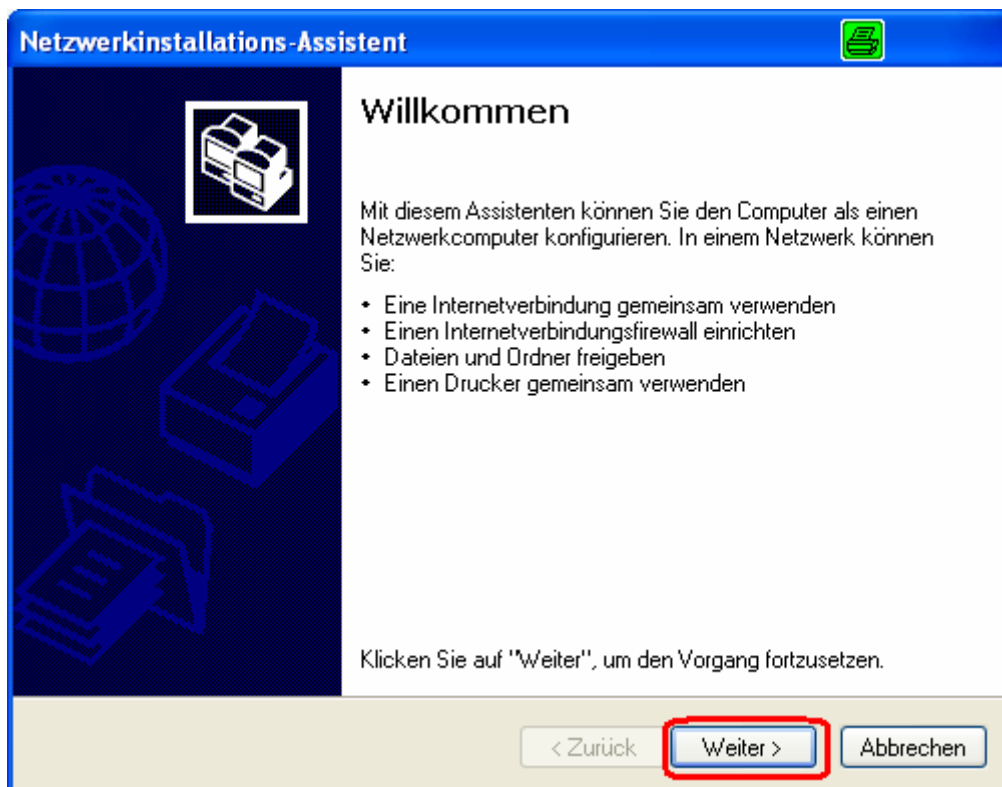 Netzwerkinstallations-Assistent
Willkommen
Mit diesem Assistenten können Sie den Computer als einen
Netzwerkcomputer konfigurieren. In einem Netzwerk können
Sie:
• Eine Internetverbindung gemeinsam verwenden
• Einen Internetverbindungsfirewall einrichten
• Dateien und Ordner freigeben
• Einen Drucker gemeinsam verwenden
Klicken Sie auf "Weiter", um den Vorgang fortzusetzen.
< Zurück Weiter > Abbrechen